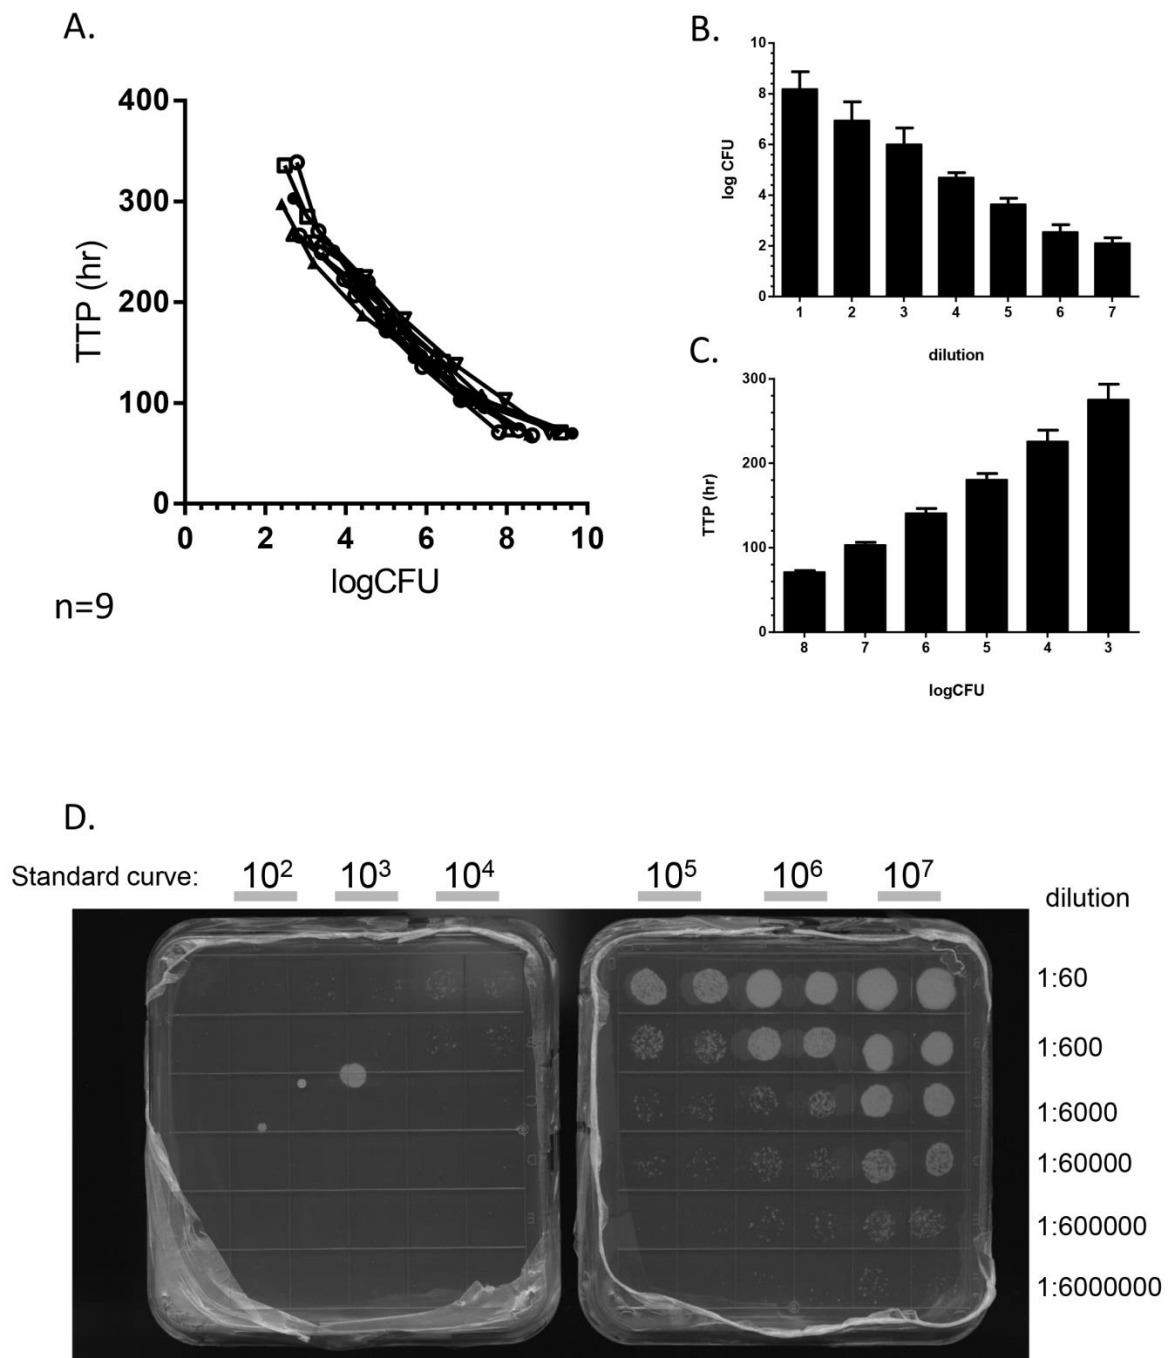 A.
400
300
200
100
0
TTP (hr)
0 2 4 6 8 10
logCFU
n=9
B.
10
8
6
4
2
0
log CFU
1 2 3 4 5 6 7
dilution
C.
300
200
100
0
TTP (hr)
8 7 6 5 4 3
logCFU
D.
Standard curve: 10² 10³ 10⁴ 10⁵ 10⁶ 10⁷
dilution
1:60
1:600
1:6000
1:60000
1:600000
1:6000000